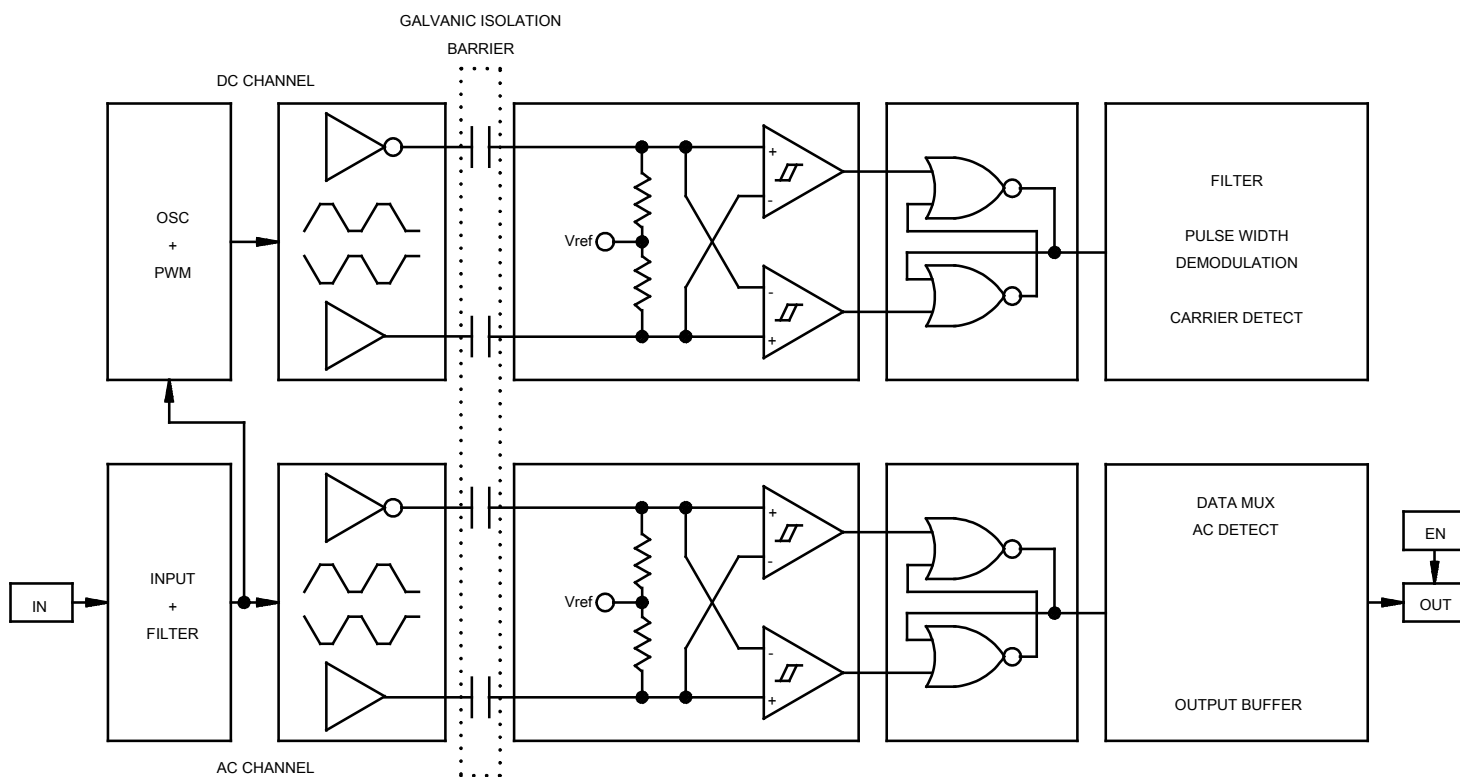 GALVANIC ISOLATION
BARRIER
DC CHANNEL
OSC
+
PWM
Vref
+
-
-
+
FILTER
PULSE WIDTH
DEMODULATION
CARRIER DETECT
IN
INPUT
+
FILTER
Vref
+
-
-
+
DATA MUX
AC DETECT
OUTPUT BUFFER
EN
OUT
AC CHANNEL